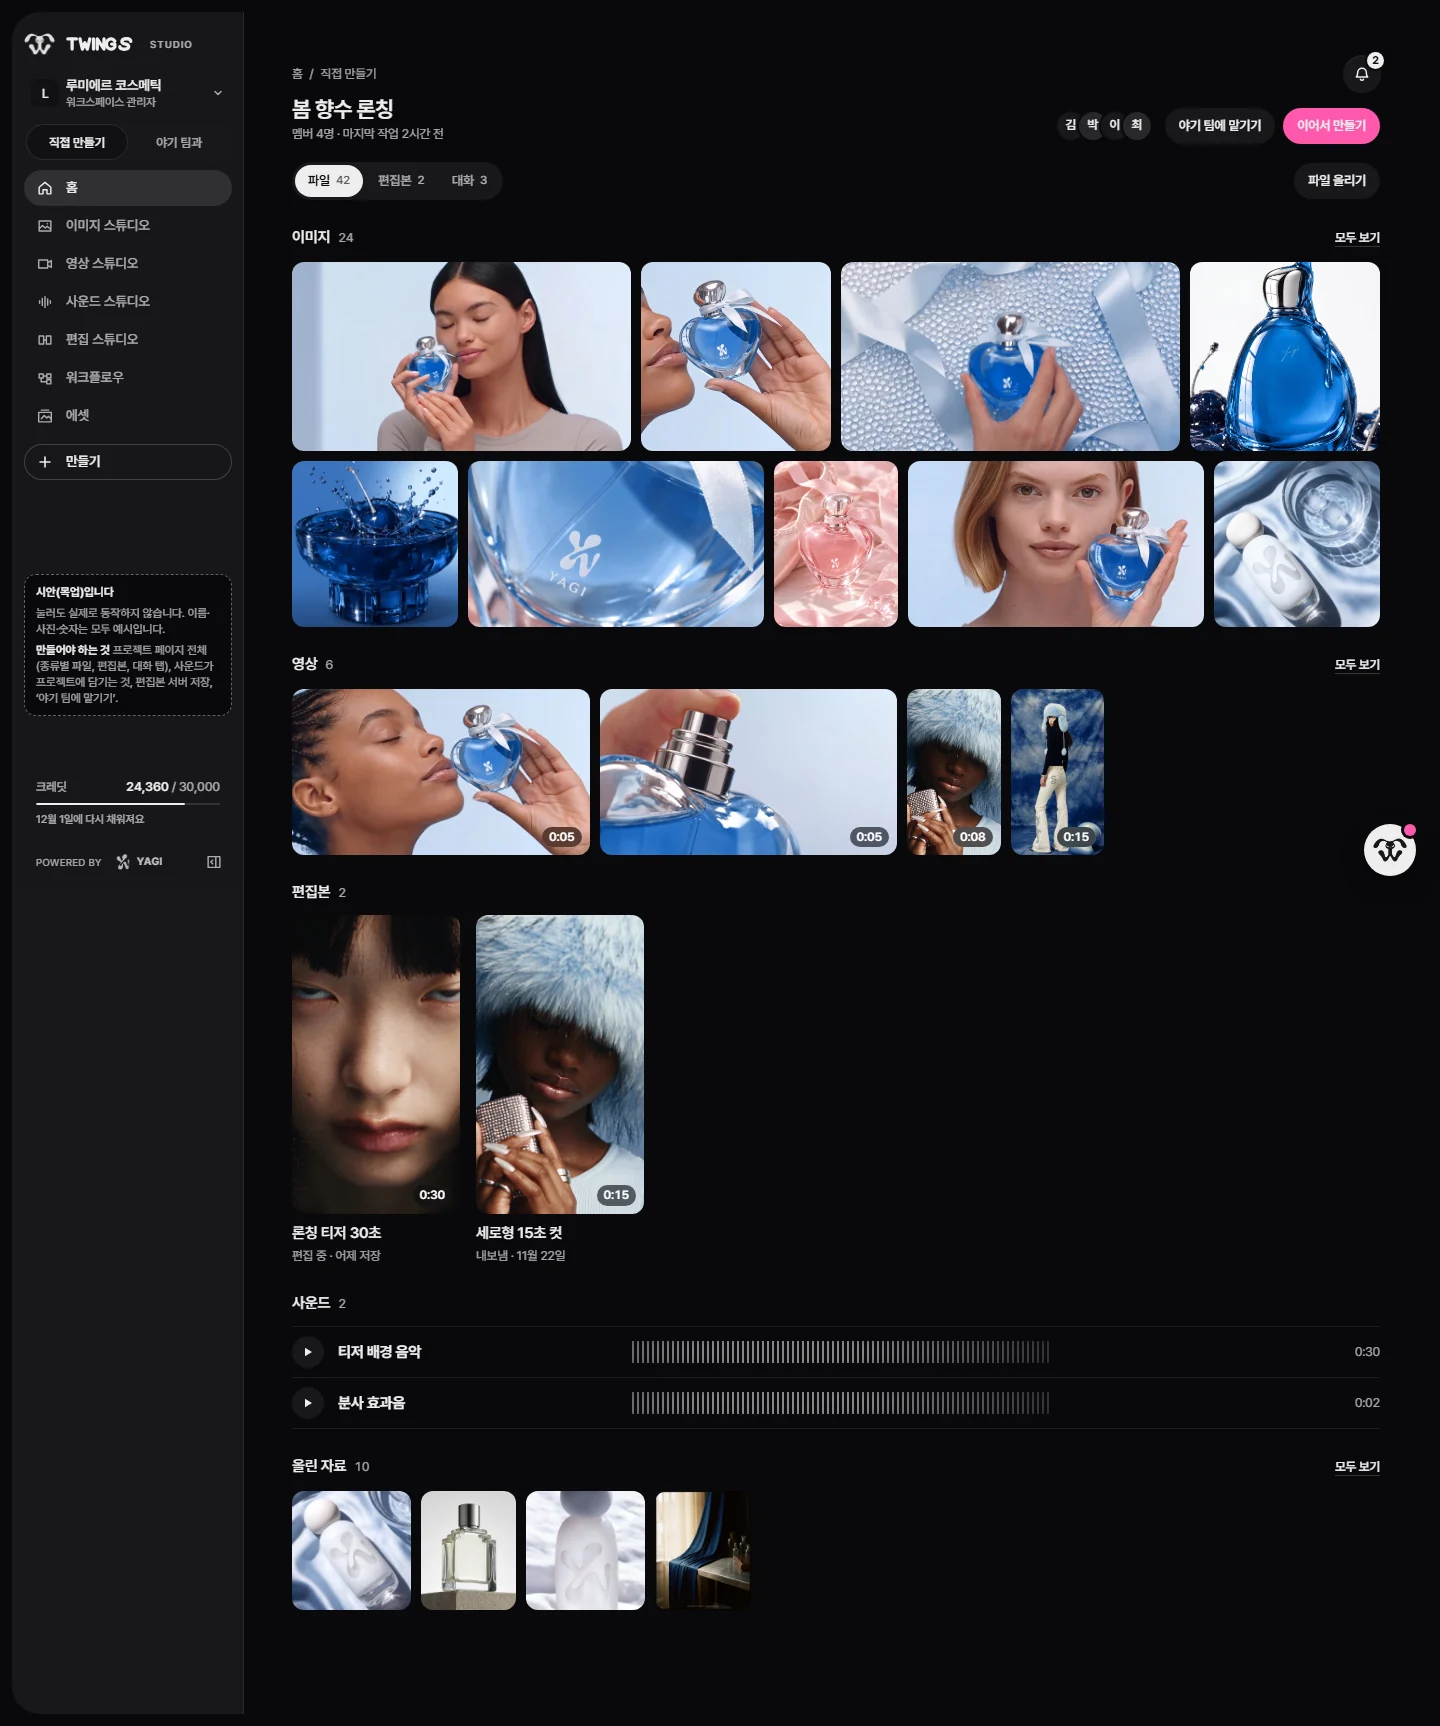 TWINGS STUDIO
루미에르 코스메틱
L
워크스페이스 관리자
직접 만들기 야기 팀과
홈
이미지 스튜디오
영상 스튜디오
사운드 스튜디오
편집 스튜디오
워크플로우
에셋
만들기
시안(목업)입니다
눌러도 실제로 동작하지 않습니다. 이름·
사진·숫자는 모두 예시입니다.
만들어야 하는 것 프로젝트 페이지 전체
(종류별 파일, 편집본, 대화 탭), 사운드가
프로젝트에 담기는 것, 편집본 서버 저장,
‘야기 팀에 맡기기’.
크레딧 24,360 / 30,000
12월 1일에 다시 채워져요
POWERED BY YAGI
홈 / 직접 만들기
2
봄 향수 론칭
멤버 4명 · 마지막 작업 2시간 전
김 박 이 최 야기 팀에 맡기기 이어서 만들기
파일 42 편집본 2 대화 3 파일 올리기
이미지 24 모두 보기
YAGI
YAGI
영상 6 모두 보기
0:05 0:05 0:08 0:15
편집본 2
0:30 0:15
론칭 티저 30초 세로형 15초 컷
편집 중 · 어제 저장 내보냄 · 11월 22일
사운드 2
티저 배경 음악 0:30
분사 효과음 0:02
올린 자료 10 모두 보기